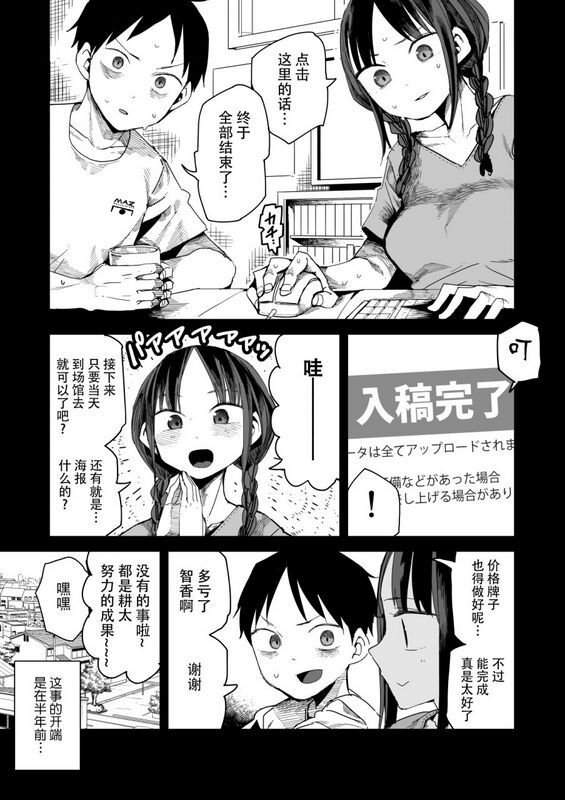 点击
这里的话…
终于
全部结束了…
MAX
カチ…
叮
入稿完了
ータは全てアップロードされま
備などがあった場合
し上げる場合があり
！
哇——
パァァァァァッ
接下来
只要当天
到场馆去
就可以了吧？
还有就是…
海报
什么的？
价格牌子
也得做好呢…
不过
能完成
真是太好了
多亏了
智香啊
谢谢
没有的事啦~
都是耕太
努力的成果~~
嘿嘿
这事的开端
是在半年前…